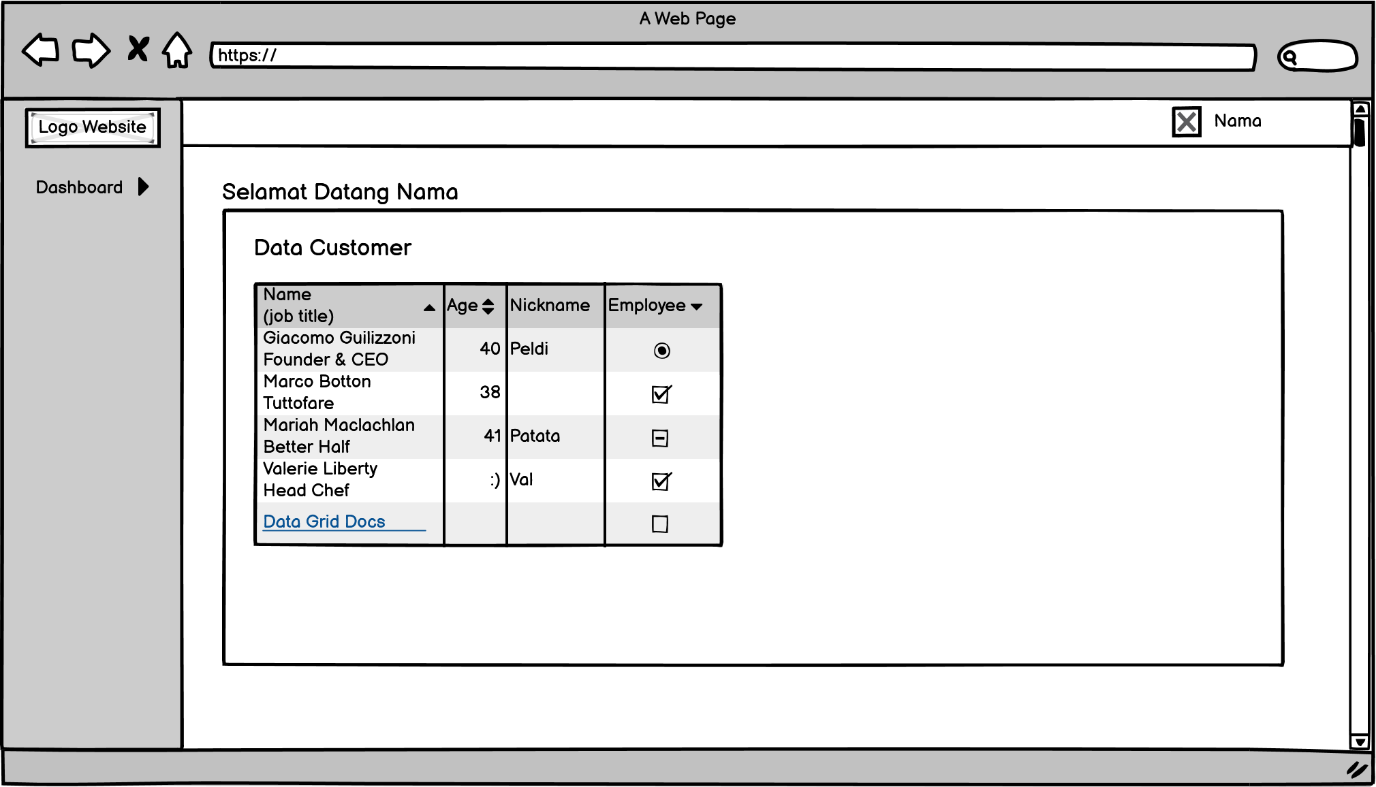 A Web Page
https://
Logo Website
Nama
Dashboard
Selamat Datang Nama
Data Customer
Name
(job title)
Age
Nickname
Employee
Giacomo Guilizzoni
Founder & CEO
40
Peldi
Marco Botton
Tuttofare
38
Mariah Maclachlan
Better Half
41
Patata
Valerie Liberty
Head Chef
:)
Val
Data Grid Docs